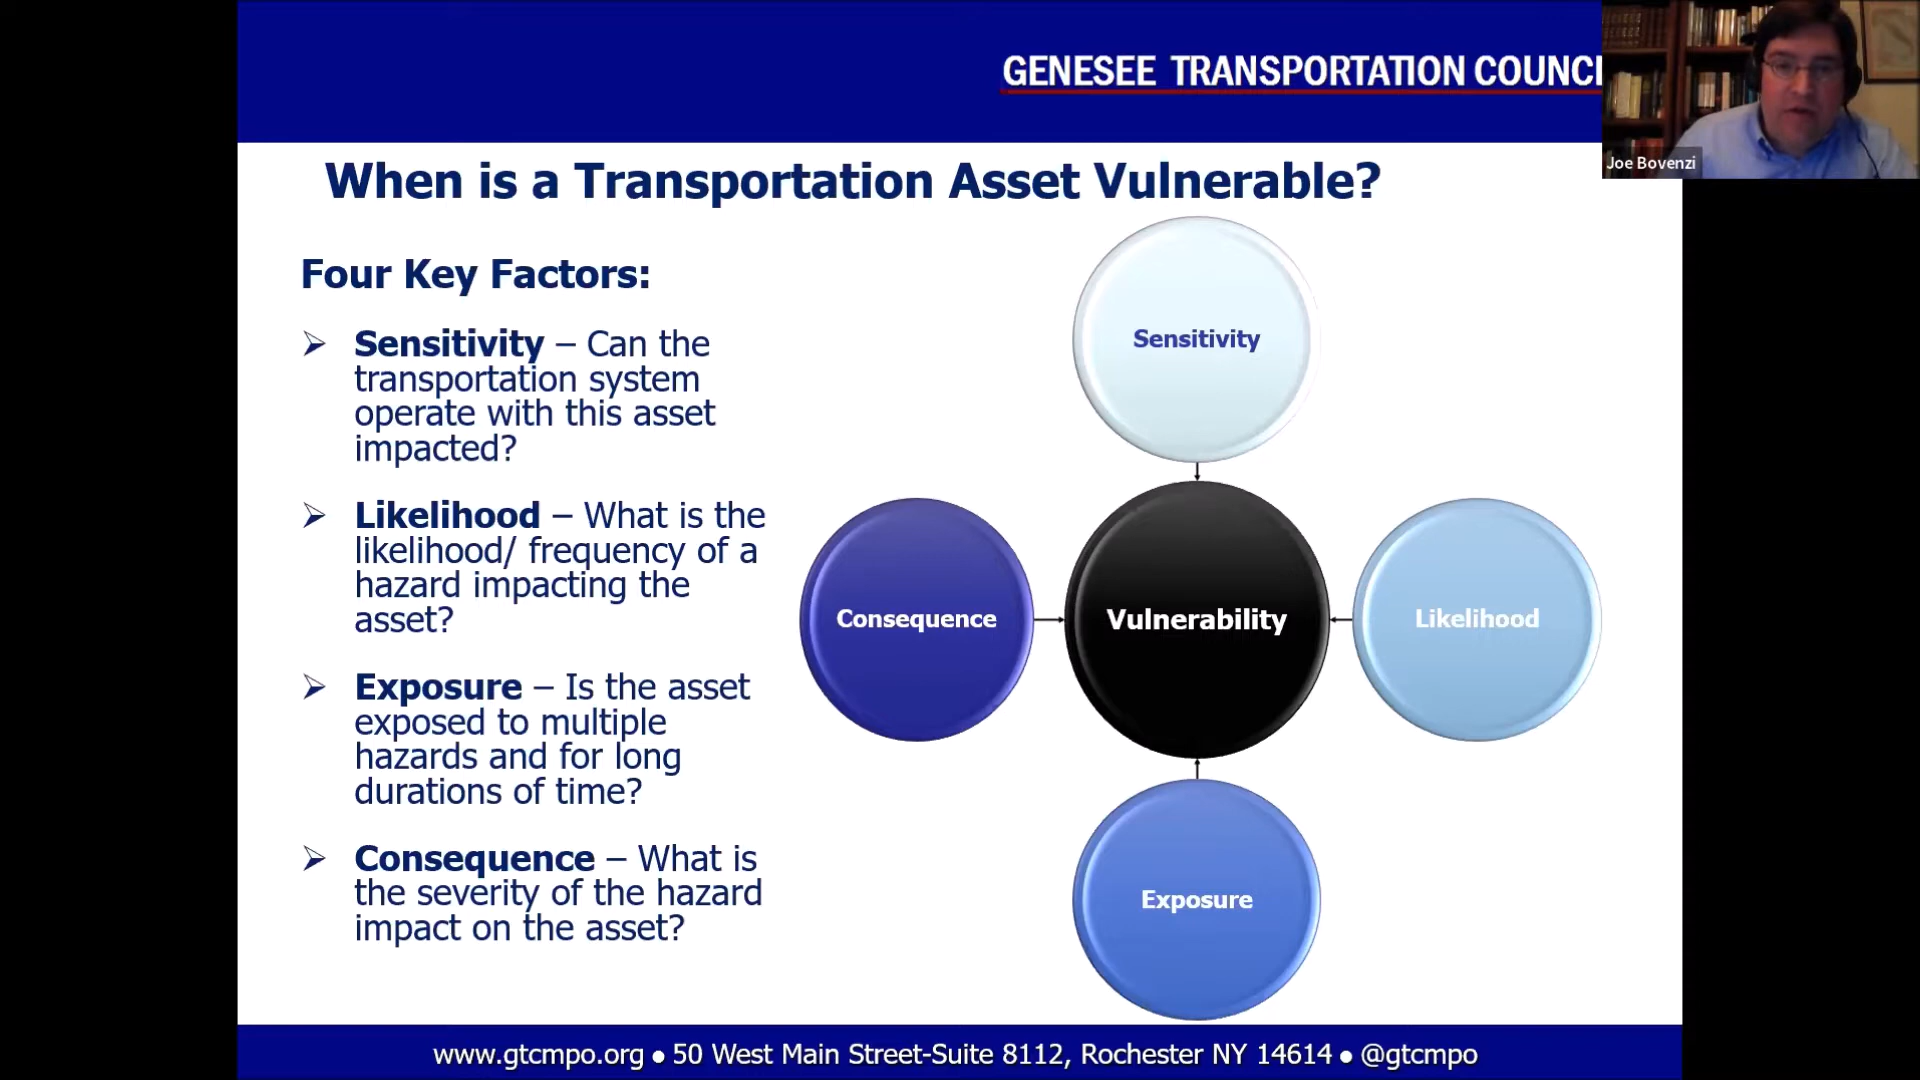 GENESEE TRANSPORTATION COUNC
Joe Bovenzi
When is a Transportation Asset Vulnerable?
Four Key Factors:
Sensitivity – Can the
transportation system
operate with this asset
impacted?
Likelihood – What is the
likelihood/ frequency of a
hazard impacting the
asset?
Exposure – Is the asset
exposed to multiple
hazards and for long
durations of time?
Consequence – What is
the severity of the hazard
impact on the asset?
Sensitivity
Consequence
Vulnerability
Likelihood
Exposure
www.gtcmpo.org ● 50 West Main Street-Suite 8112, Rochester NY 14614 ● @gtcmpo